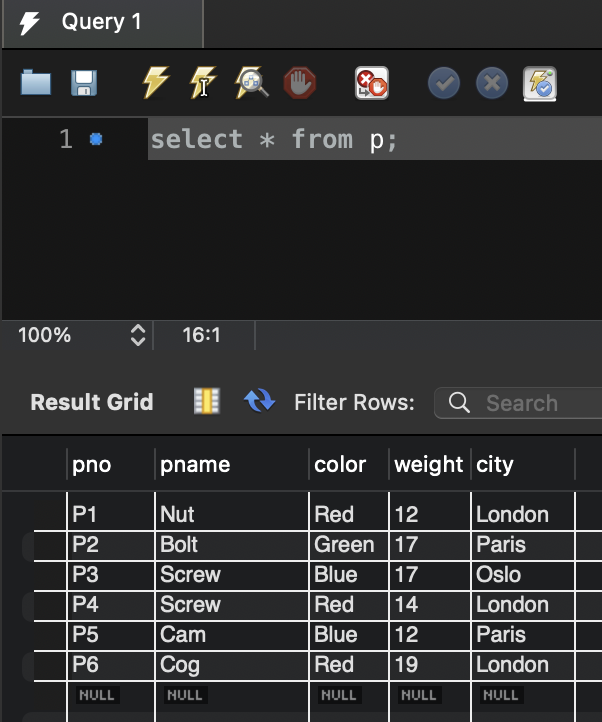 Query 1
1 select * from p;
100% 16:1
Result Grid Filter Rows: Search
pno pname color weight city
P1 Nut Red 12 London
P2 Bolt Green 17 Paris
P3 Screw Blue 17 Oslo
P4 Screw Red 14 London
P5 Cam Blue 12 Paris
P6 Cog Red 19 London
NULL NULL NULL NULL NULL